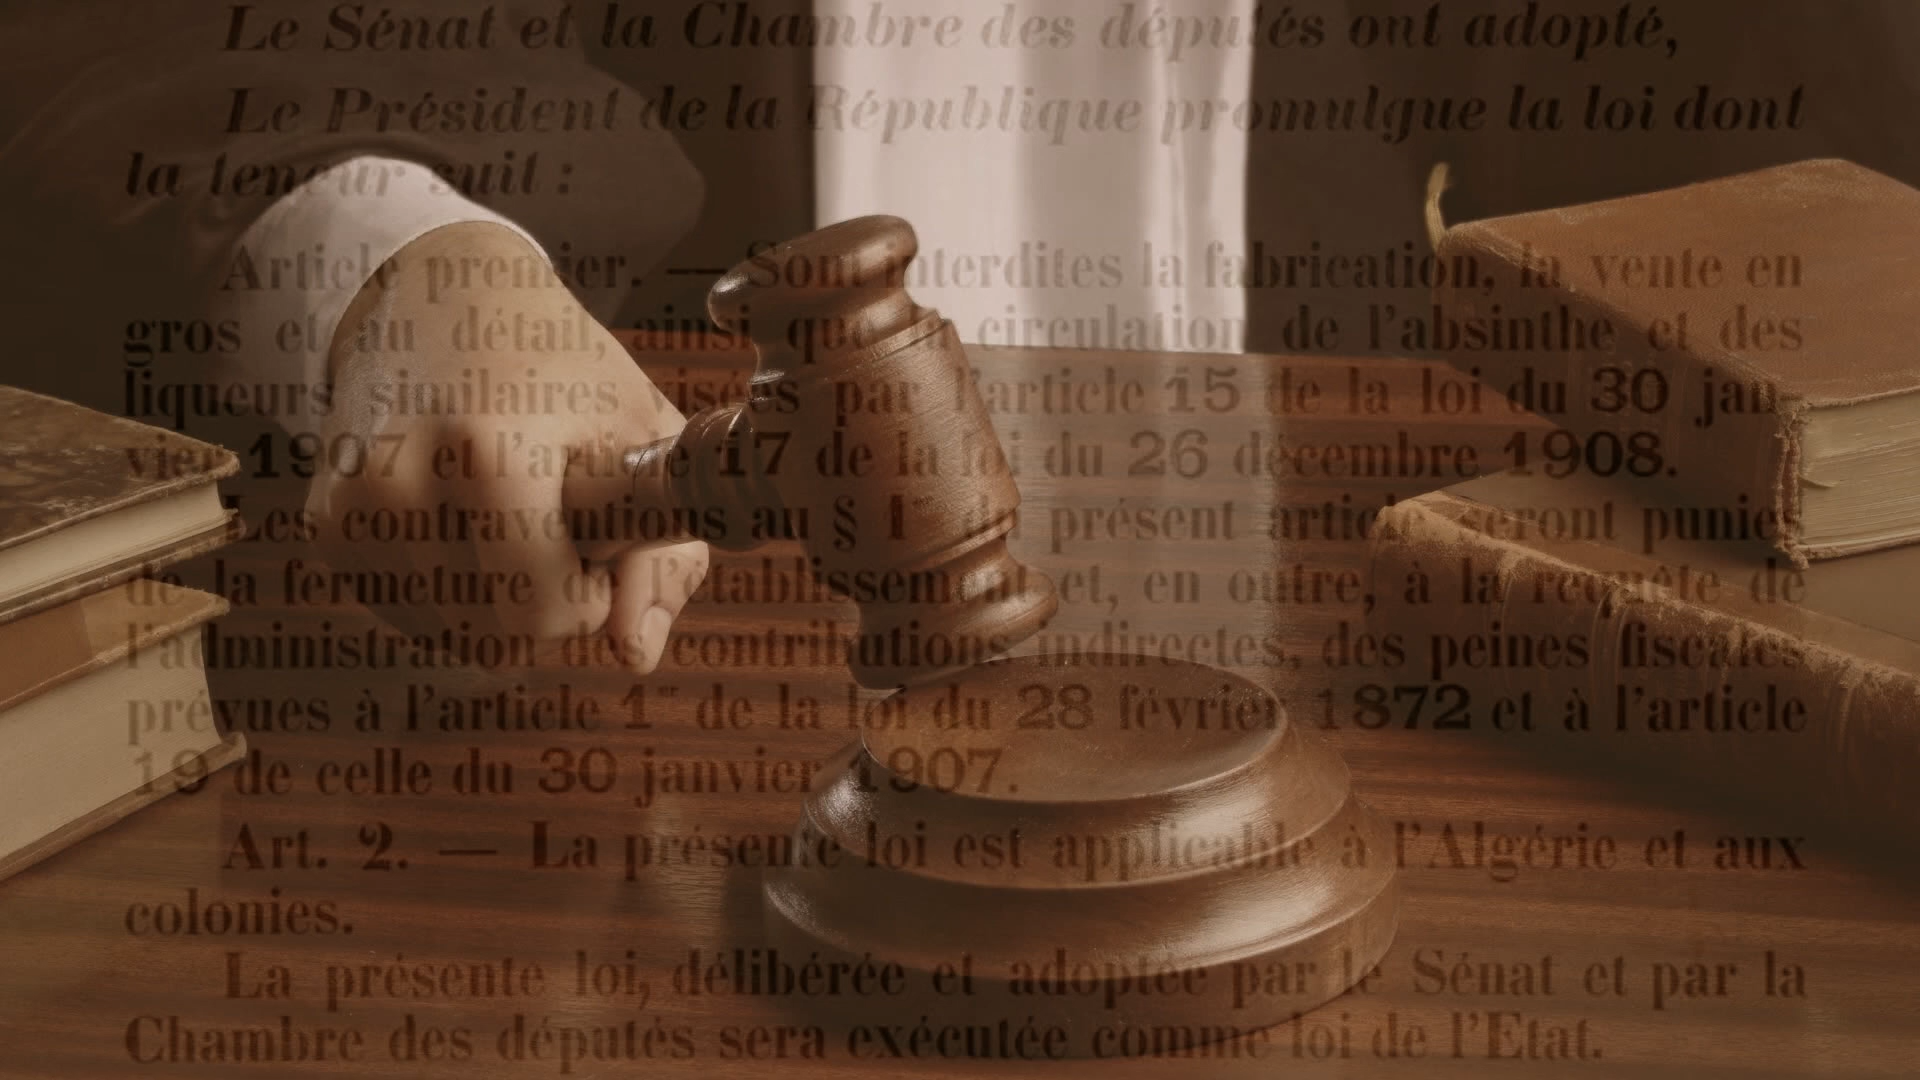 Le Sénat et la Chambre des députés ont adopté,
Le Président de la République promulgue la loi dont
la teneur suit :
Article premier. — Sont interdites la fabrication, la vente en
gros et au détail, ainsi que la circulation de l'absinthe et des
liqueurs similaires visées par l'article 15 de la loi du 30 jan
vier 1907 et l'article 17 de la loi du 26 décembre 1908.
Les contraventions au § 1er du présent article seront punies
de la fermeture de l'établissement et, en outre, à la requête de
l'administration des contributions indirectes, des peines fiscales
prévues à l'article 1er de la loi du 28 février 1872 et à l'article
19 de celle du 30 janvier 1907.
Art. 2. — La présente loi est applicable à l'Algérie et aux
colonies.
La présente loi, délibérée et adoptée par le Sénat et par la
Chambre des députés sera exécutée comme loi de l'Etat.